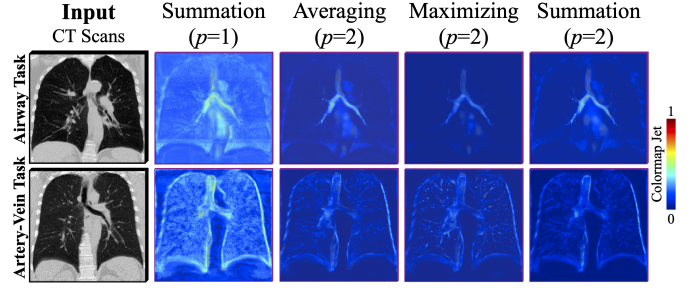 Input Summation Averaging Maximizing Summation
CT Scans (p=1) (p=2) (p=2) (p=2)
Airway Task
Artery-Vein Task
1
Colormap Jet
0